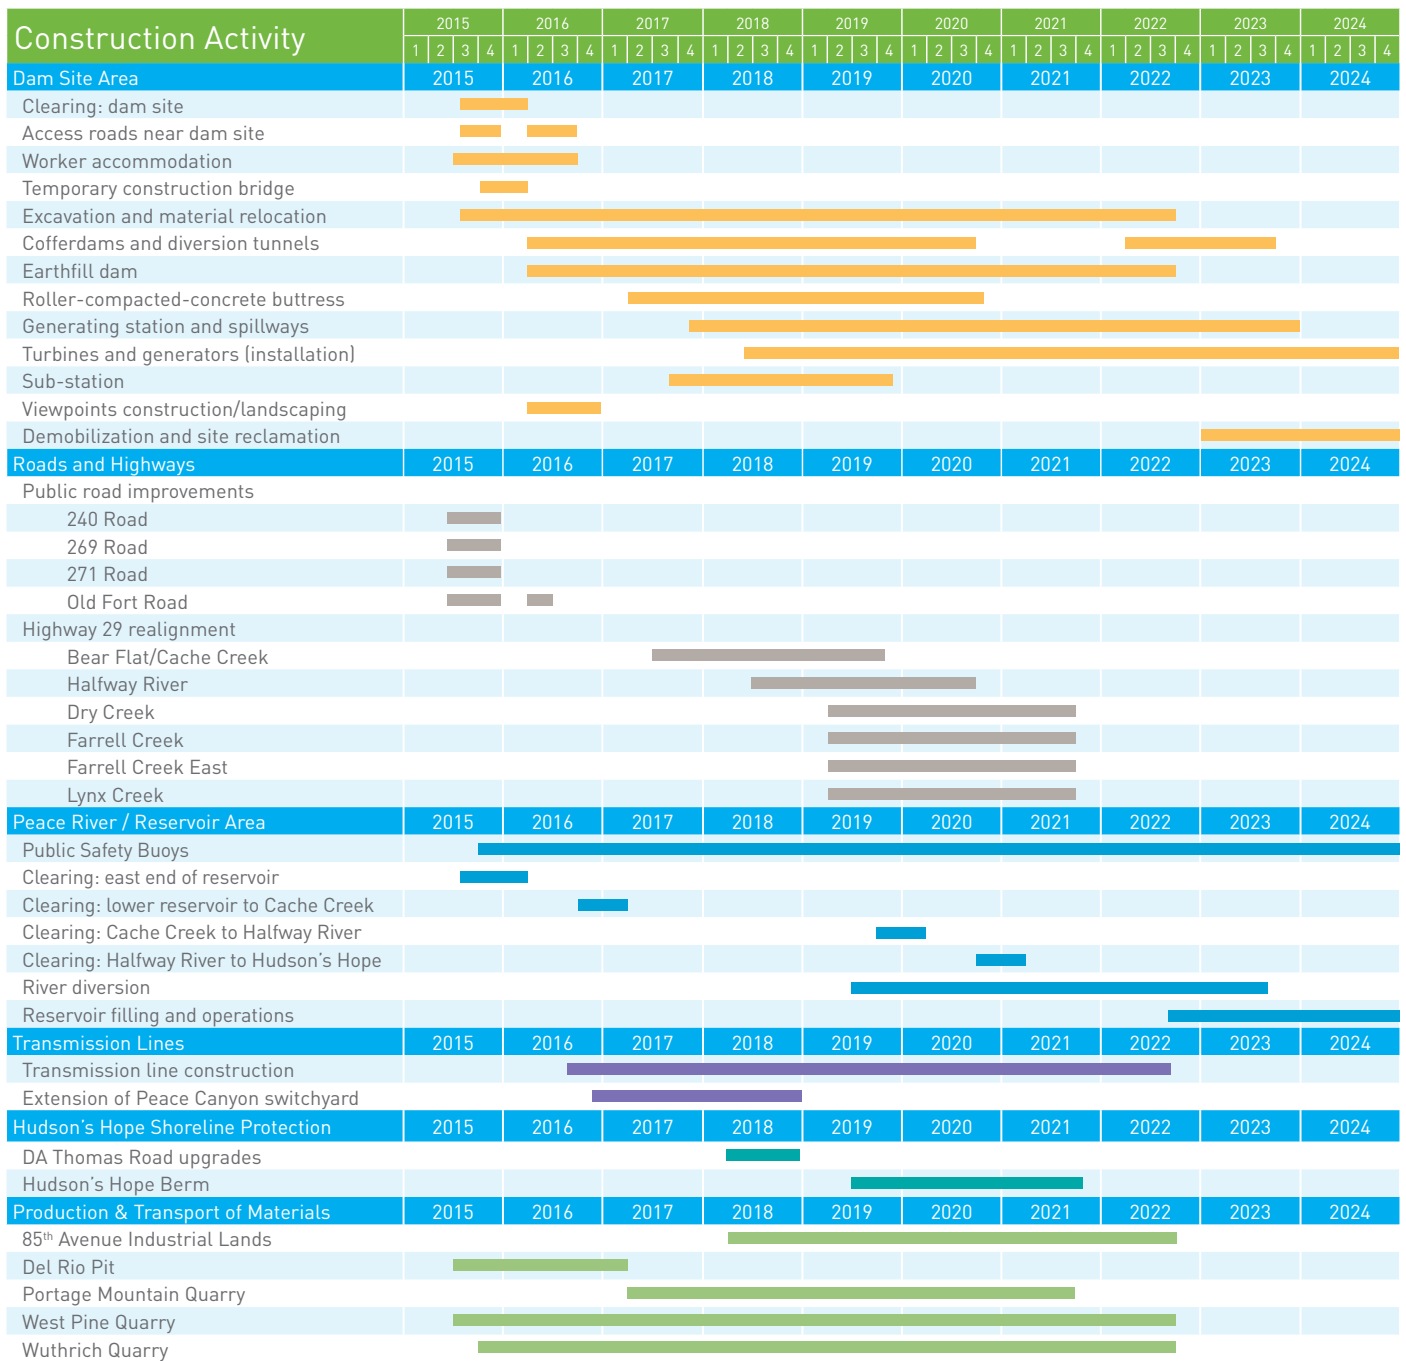 Construction Activity 2015 2016 2017 2018 2019 2020 2021 2022 2023 2024
1 2 3 4 1 2 3 4 1 2 3 4 1 2 3 4 1 2 3 4 1 2 3 4 1 2 3 4 1 2 3 4 1 2 3 4 1 2 3 4
Dam Site Area 2015 2016 2017 2018 2019 2020 2021 2022 2023 2024
Clearing: dam site
Access roads near dam site
Worker accommodation
Temporary construction bridge
Excavation and material relocation
Cofferdams and diversion tunnels
Earthfill dam
Roller-compacted-concrete buttress
Generating station and spillways
Turbines and generators (installation)
Sub-station
Viewpoints construction/landscaping
Demobilization and site reclamation
Roads and Highways 2015 2016 2017 2018 2019 2020 2021 2022 2023 2024
Public road improvements
240 Road
269 Road
271 Road
Old Fort Road
Highway 29 realignment
Bear Flat/Cache Creek
Halfway River
Dry Creek
Farrell Creek
Farrell Creek East
Lynx Creek
Peace River / Reservoir Area 2015 2016 2017 2018 2019 2020 2021 2022 2023 2024
Public Safety Buoys
Clearing: east end of reservoir
Clearing: lower reservoir to Cache Creek
Clearing: Cache Creek to Halfway River
Clearing: Halfway River to Hudson's Hope
River diversion
Reservoir filling and operations
Transmission Lines 2015 2016 2017 2018 2019 2020 2021 2022 2023 2024
Transmission line construction
Extension of Peace Canyon switchyard
Hudson's Hope Shoreline Protection 2015 2016 2017 2018 2019 2020 2021 2022 2023 2024
DA Thomas Road upgrades
Hudson's Hope Berm
Production & Transport of Materials 2015 2016 2017 2018 2019 2020 2021 2022 2023 2024
85th Avenue Industrial Lands
Del Rio Pit
Portage Mountain Quarry
West Pine Quarry
Wuthrich Quarry